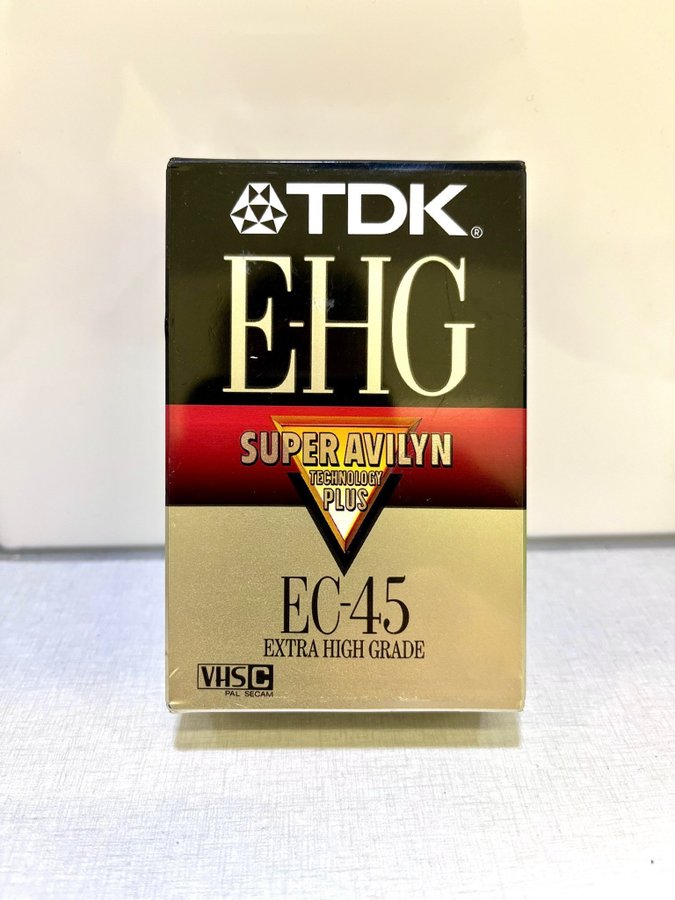 TDK®
E-HG
SUPER AVILYN
TECHNOLOGY
PLUS
EC-45
EXTRA HIGH GRADE
VHS C
PAL SECAM